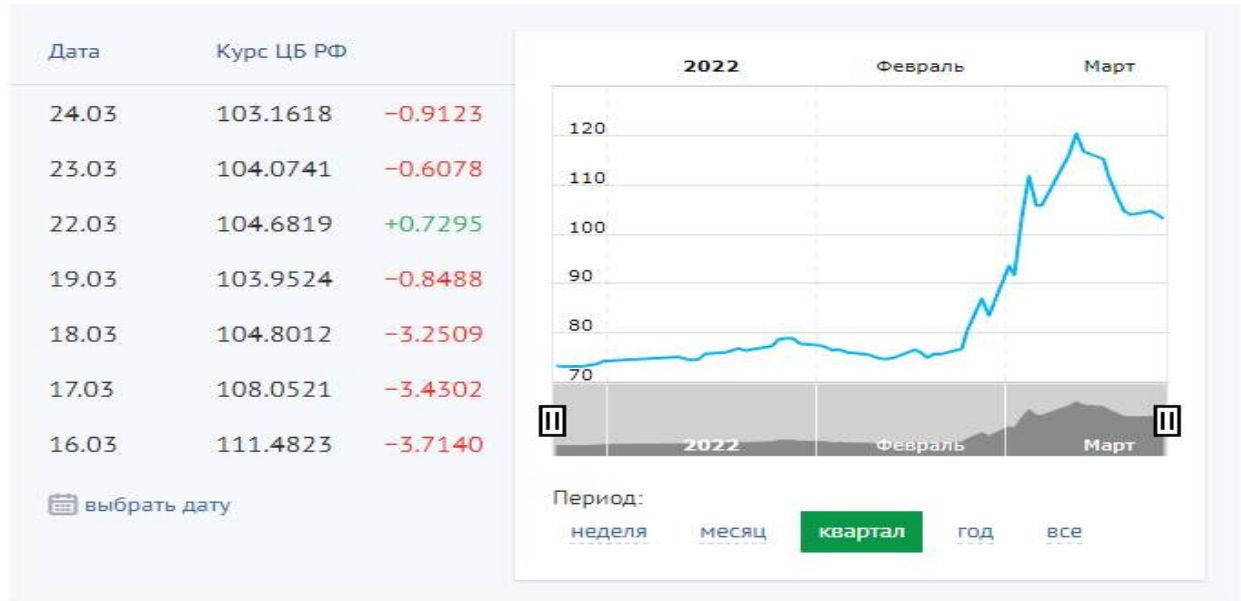 Дата Курс ЦБ РФ
24.03 103.1618 −0.9123
23.03 104.0741 −0.6078
22.03 104.6819 +0.7295
19.03 103.9524 −0.8488
18.03 104.8012 −3.2509
17.03 108.0521 −3.4302
16.03 111.4823 −3.7140
выбрать дату
2022 Февраль Март
120
110
100
90
80
70
2022 Февраль Март
Период:
неделя месяц квартал год все